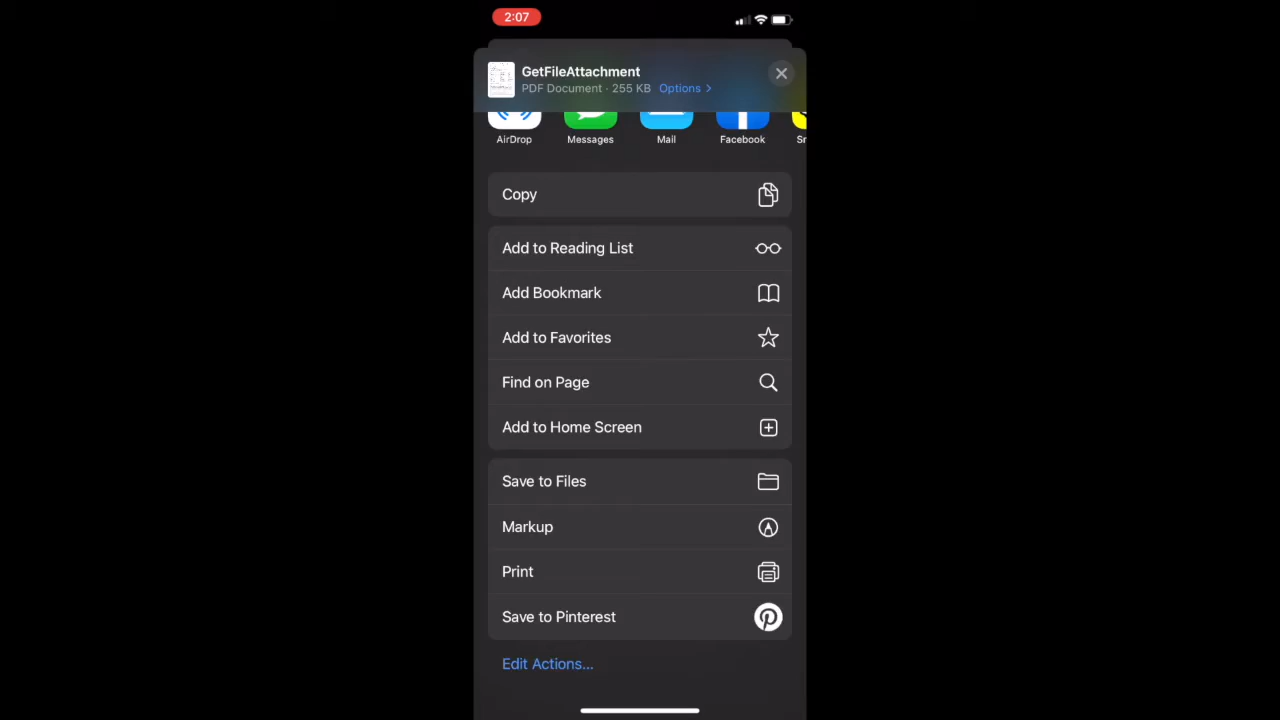 2:07
GetFileAttachment
PDF Document · 255 KB Options >
AirDrop Messages Mail Facebook
Copy
Add to Reading List
Add Bookmark
Add to Favorites
Find on Page
Add to Home Screen
Save to Files
Markup
Print
Save to Pinterest
Edit Actions...